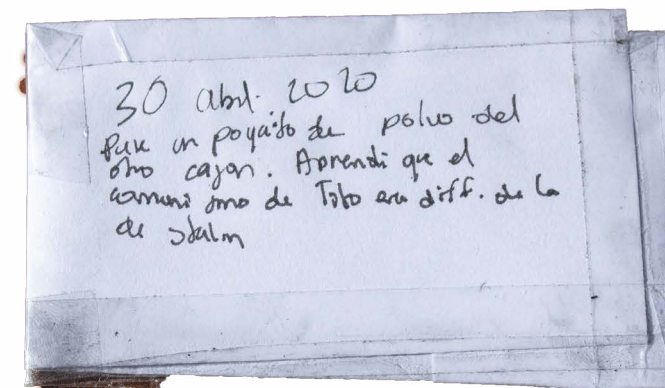 30 abril. 2020
Puse un poquito de polvo del
otro cajon. Aprendi que el
comunismo de Tito era diff. de la
de Stalin